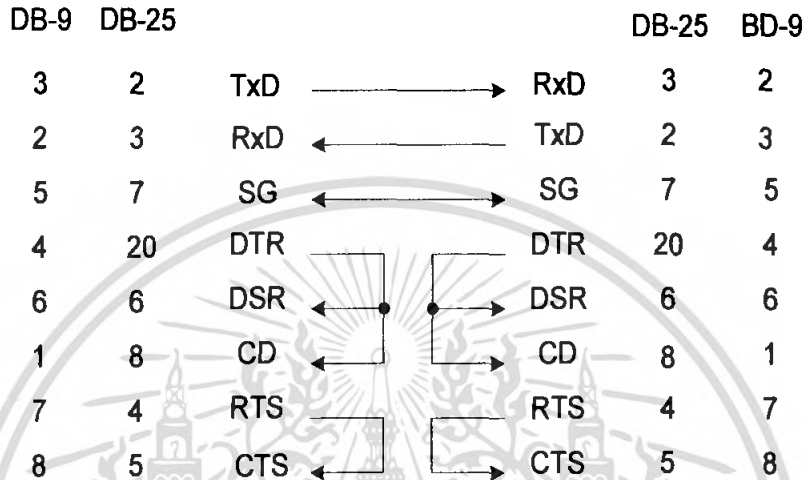 DB-9 DB-25 DB-25 BD-9
3 2 TxD RxD 3 2
2 3 RxD TxD 2 3
5 7 SG SG 7 5
4 20 DTR DTR 20 4
6 6 DSR DSR 6 6
1 8 CD CD 8 1
7 4 RTS RTS 4 7
8 5 CTS CTS 5 8